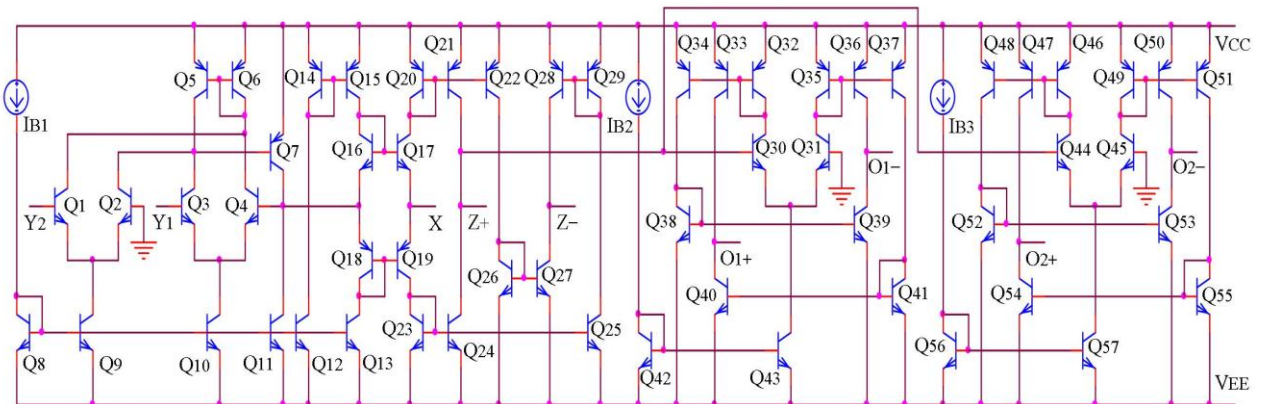 Q21
Q34 Q33 Q32 Q36 Q37 Q48 Q47 Q46 Q50
VCC
Q5 Q6 Q14 Q15 Q20 Q22 Q28 Q29 Q35 Q49 Q51
IB1 IB2 IB3
Q7 Q16 Q17 Q30 Q31 O1− Q44 Q45 O2−
Q1 Q2 Q3 Q4
Y2 Y1 X Z+ Z− Q38 Q39 Q52 Q53
Q18 Q19 O1+ O2+
Q26 Q27 Q40 Q41 Q54 Q55
Q23 Q25
Q8 Q9 Q10 Q11 Q12 Q13 Q24 Q42 Q43 Q56 Q57
VEE